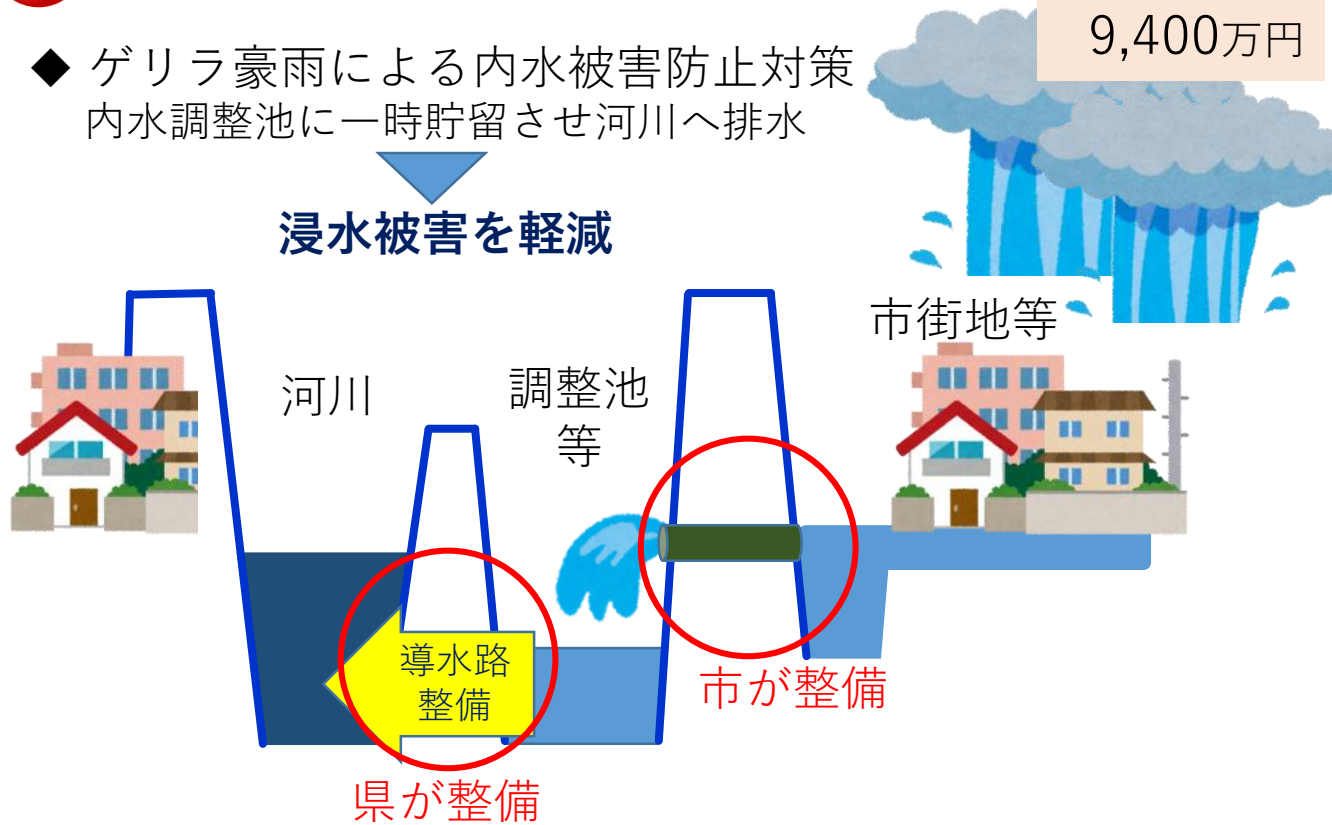 9,400万円
◆ ゲリラ豪雨による内水被害防止対策
内水調整池に一時貯留させ河川へ排水
浸水被害を軽減
市街地等
河川
調整池
等
導水路
整備
市が整備
県が整備